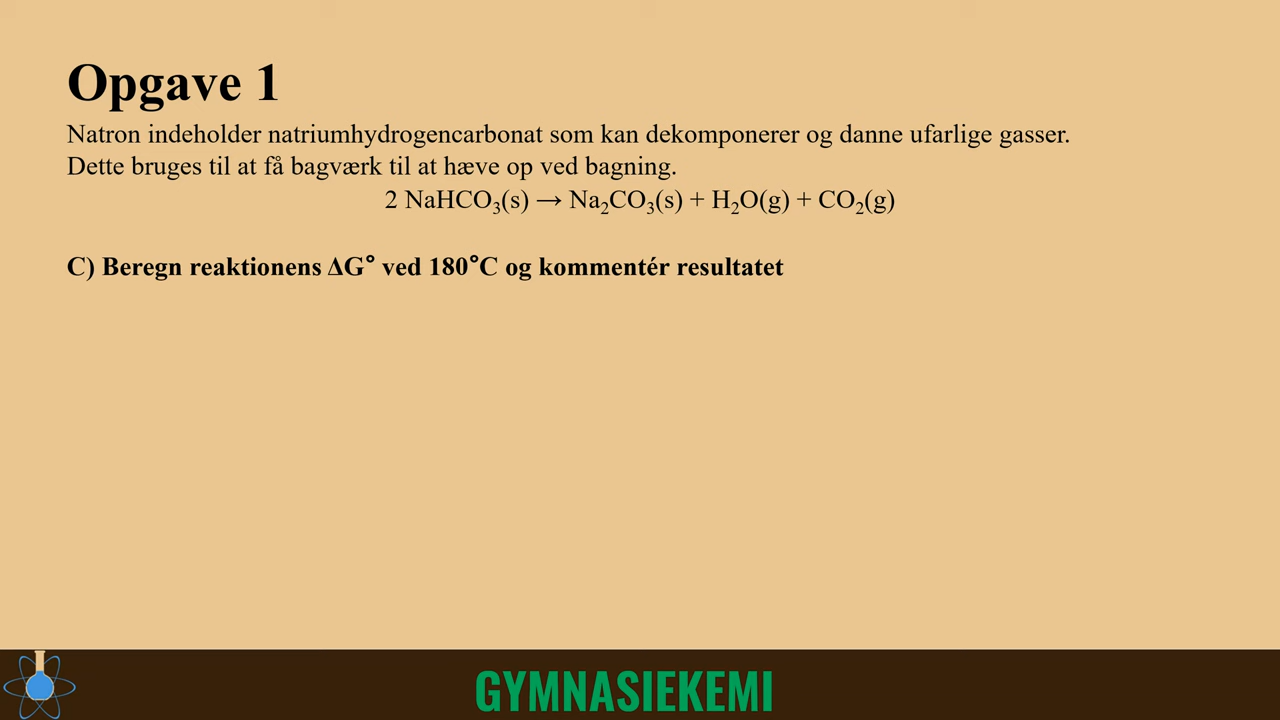 Opgave 1
Natron indeholder natriumhydrogencarbonat som kan dekomponerer og danne ufarlige gasser.
Dette bruges til at få bagværk til at hæve op ved bagning.
2 NaHCO₃(s) → Na₂CO₃(s) + H₂O(g) + CO₂(g)
C) Beregn reaktionens ΔG° ved 180°C og kommentér resultatet
GYMNASIEKEMI